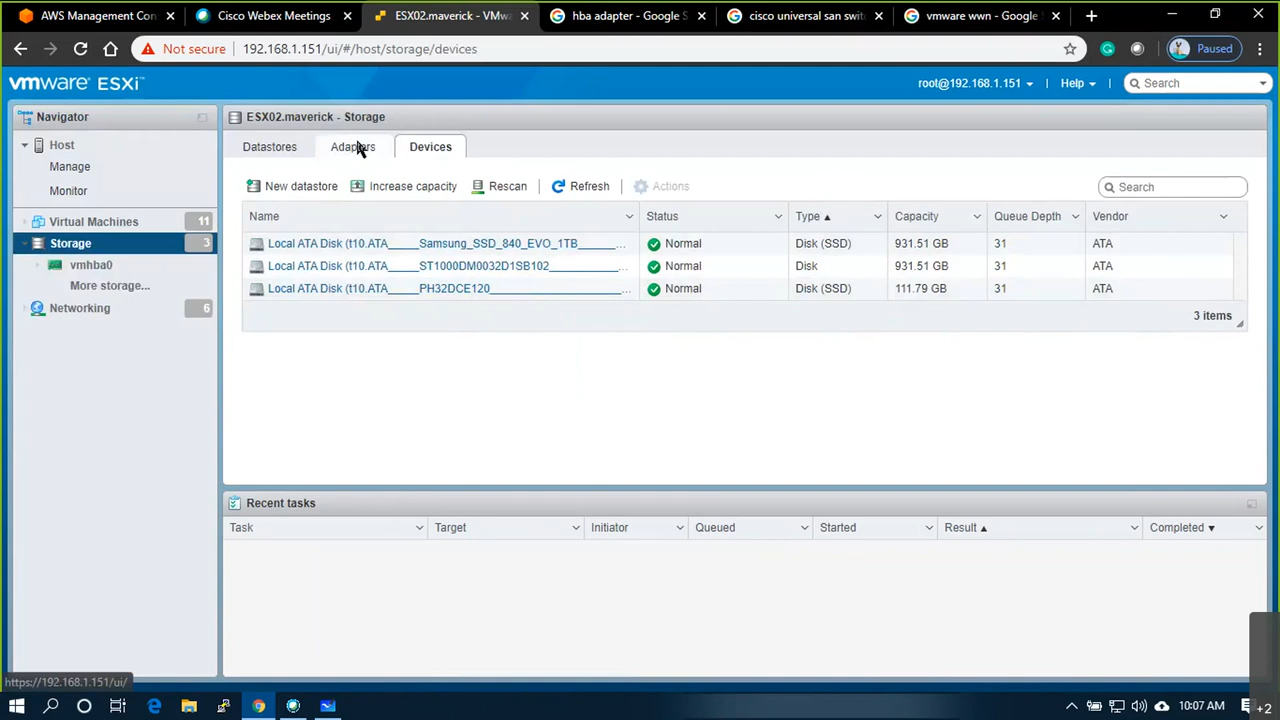 AWS Management Con
Cisco Webex Meetings
ESX02.maverick - VMw
hba adapter - Google S
cisco universal san swit
vmware wwn - Google
Not secure
192.168.1.151/ui/#/host/storage/devices
Paused
vmware ESXi
root@192.168.1.151
Help
Search
Navigator
Host
Manage
Monitor
Virtual Machines
11
Storage
3
vmhba0
More storage...
Networking
6
ESX02.maverick - Storage
Datastores
Adapters
Devices
New datastore
Increase capacity
Rescan
Refresh
Actions
Search
Name
Status
Type
Capacity
Queue Depth
Vendor
Local ATA Disk (t10.ATA_____Samsung_SSD_840_EVO_1TB_______... Normal Disk (SSD) 931.51 GB 31 ATA
Local ATA Disk (t10.ATA_____ST1000DM0032D1SB102____________... Normal Disk 931.51 GB 31 ATA
Local ATA Disk (t10.ATA_____PH32DCE120______________________... Normal Disk (SSD) 111.79 GB 31 ATA
3 items
Recent tasks
Task
Target
Initiator
Queued
Started
Result
Completed
https://192.168.1.151/ui/
10:07 AM
+2